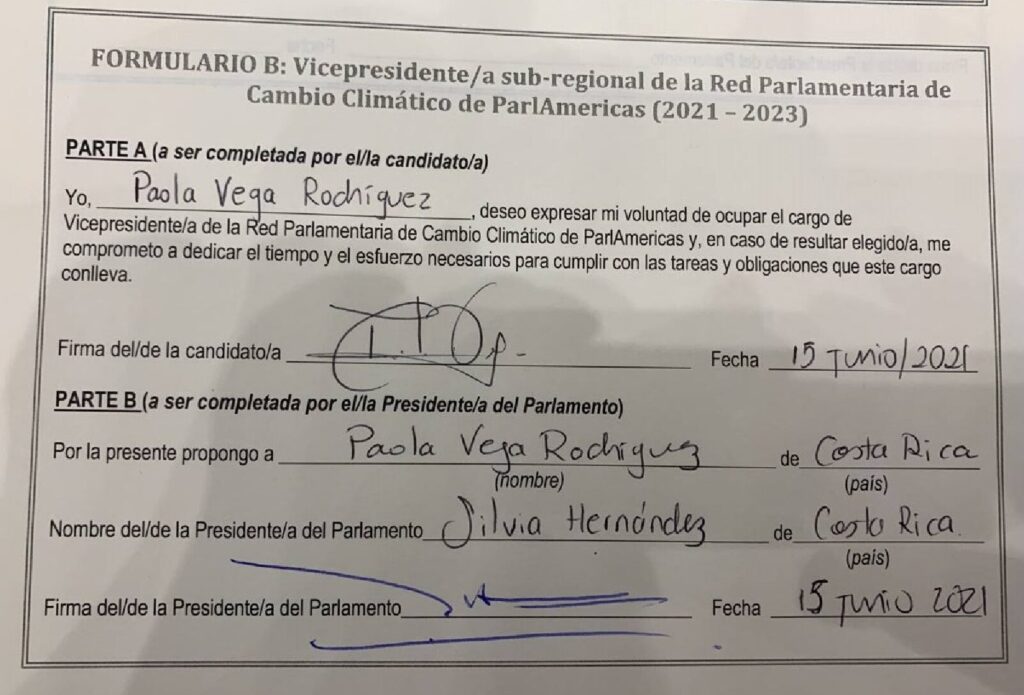 FORMULARIO B: Vicepresidente/a sub-regional de la Red Parlamentaria de
Cambio Climático de ParlAmericas (2021 – 2023)
PARTE A (a ser completada por el/la candidato/a)
Yo, Paola Vega Rodríguez, deseo expresar mi voluntad de ocupar el cargo de
Vicepresidente/a de la Red Parlamentaria de Cambio Climático de ParlAmericas y, en caso de resultar elegido/a, me
comprometo a dedicar el tiempo y el esfuerzo necesarios para cumplir con las tareas y obligaciones que este cargo
conlleva.
Firma del/de la candidato/a Fecha 15 Junio/2021
PARTE B (a ser completada por el/la Presidente/a del Parlamento)
Por la presente propongo a Paola Vega Rodríguez de Costa Rica
(nombre) (país)
Nombre del/de la Presidente/a del Parlamento Silvia Hernández de Costa Rica
(país)
Firma del/de la Presidente/a del Parlamento Fecha 15 Junio 2021